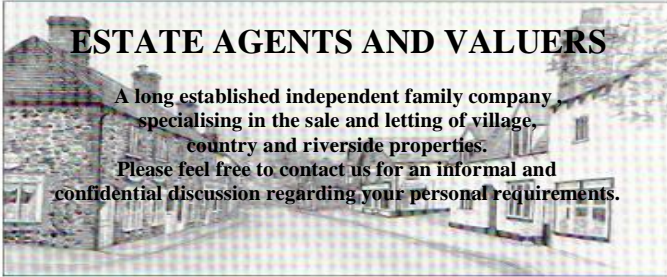 ESTATE AGENTS AND VALUERS
A long established independent family company ,
specialising in the sale and letting of village,
country and riverside properties.
Please feel free to contact us for an informal and
confidential discussion regarding your personal requirements.